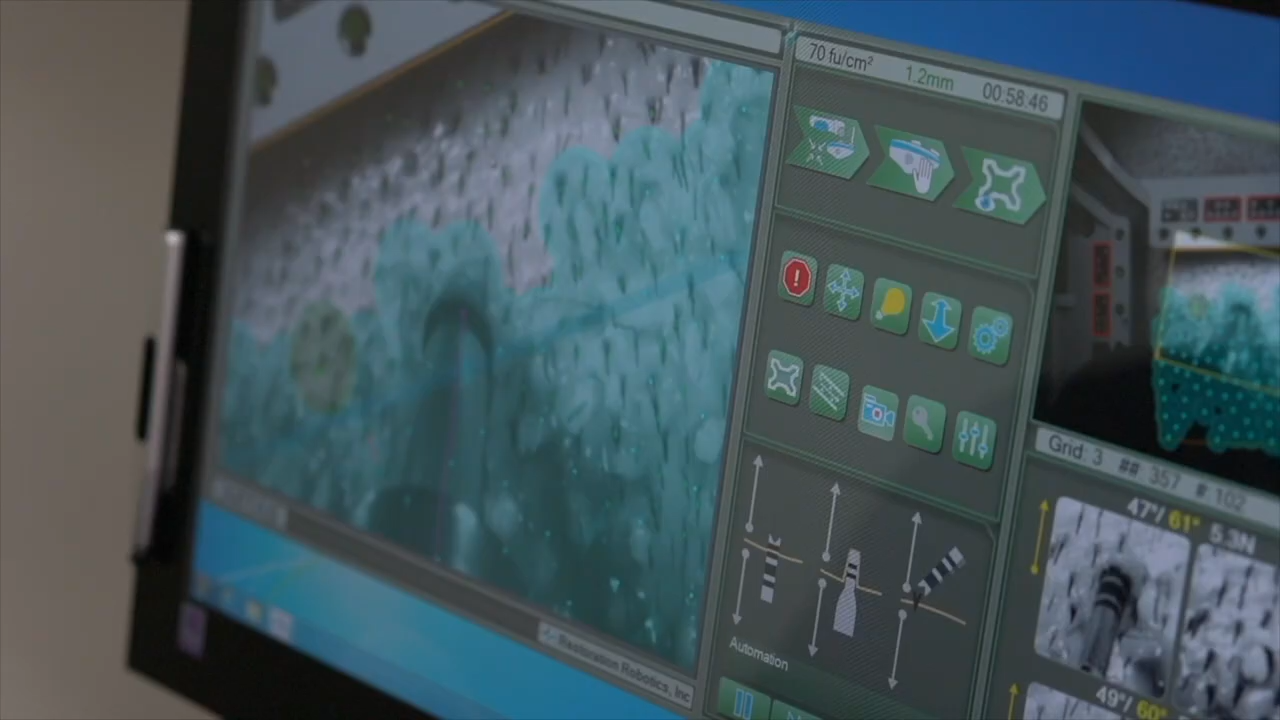 70 fu/cm² 1.2mm 00:58:46
Grid: 3 ## 357 # 102
47°/ 61° 5.3N
Automation
Restoration Robotics, Inc
49°/ 60°